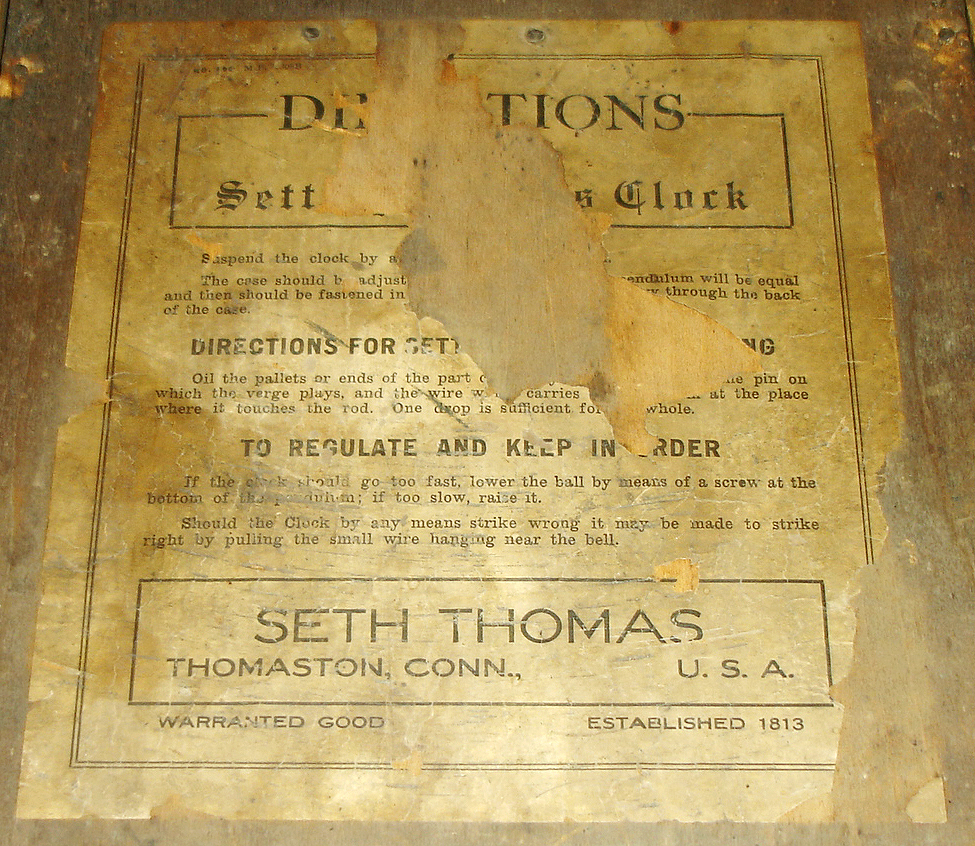 DI TIONS
Sett s Clock
Suspend the clock by a
The case should b adjust endulum will be equal
and then should be fastened in through the back
of the case.
DIRECTIONS FOR SETT NG
Oil the pallets or ends of the part pin on
which the verge plays, and the wire carries at the place
where it touches the rod. One drop is sufficient for whole.
TO REGULATE AND KEEP IN RDER
If the clock should go too fast, lower the ball by means of a screw at the
bottom of the pendulum; if too slow, raise it.
Should the Clock by any means strike wrong it may be made to strike
right by pulling the small wire hanging near the bell.
SETH THOMAS
THOMASTON, CONN., U. S. A.
WARRANTED GOOD ESTABLISHED 1813